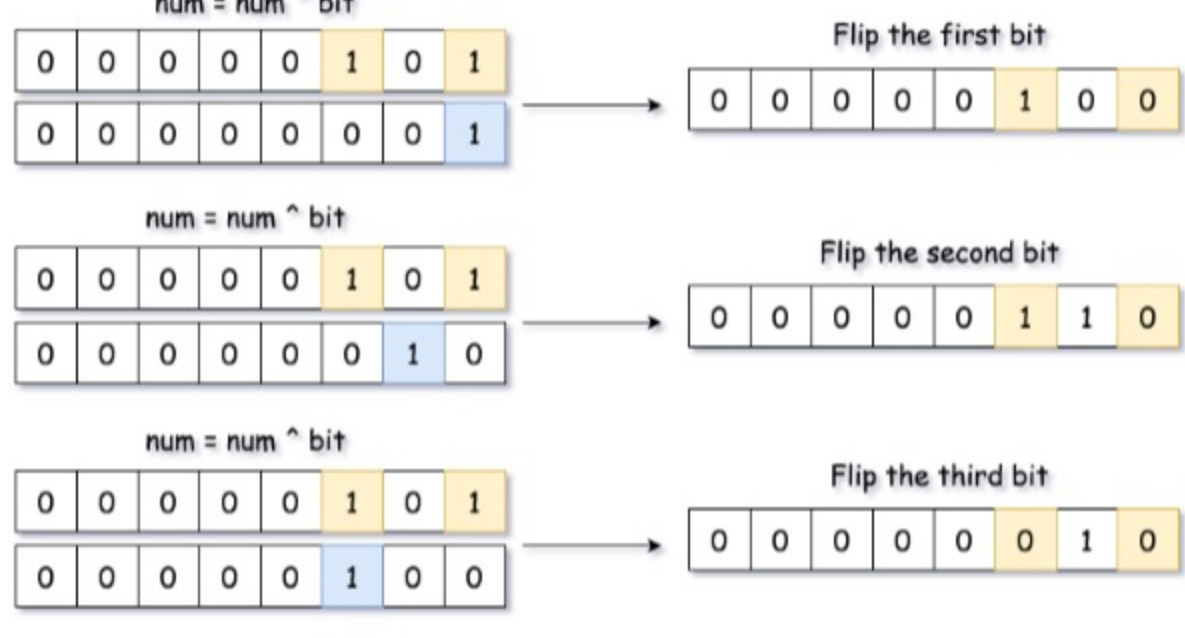 num = num ^ bit
0 0 0 0 0 1 0 1
0 0 0 0 0 0 0 1
Flip the first bit
0 0 0 0 0 1 0 0
num = num ^ bit
0 0 0 0 0 1 0 1
0 0 0 0 0 0 1 0
Flip the second bit
0 0 0 0 0 1 1 0
num = num ^ bit
0 0 0 0 0 1 0 1
0 0 0 0 0 1 0 0
Flip the third bit
0 0 0 0 0 0 1 0